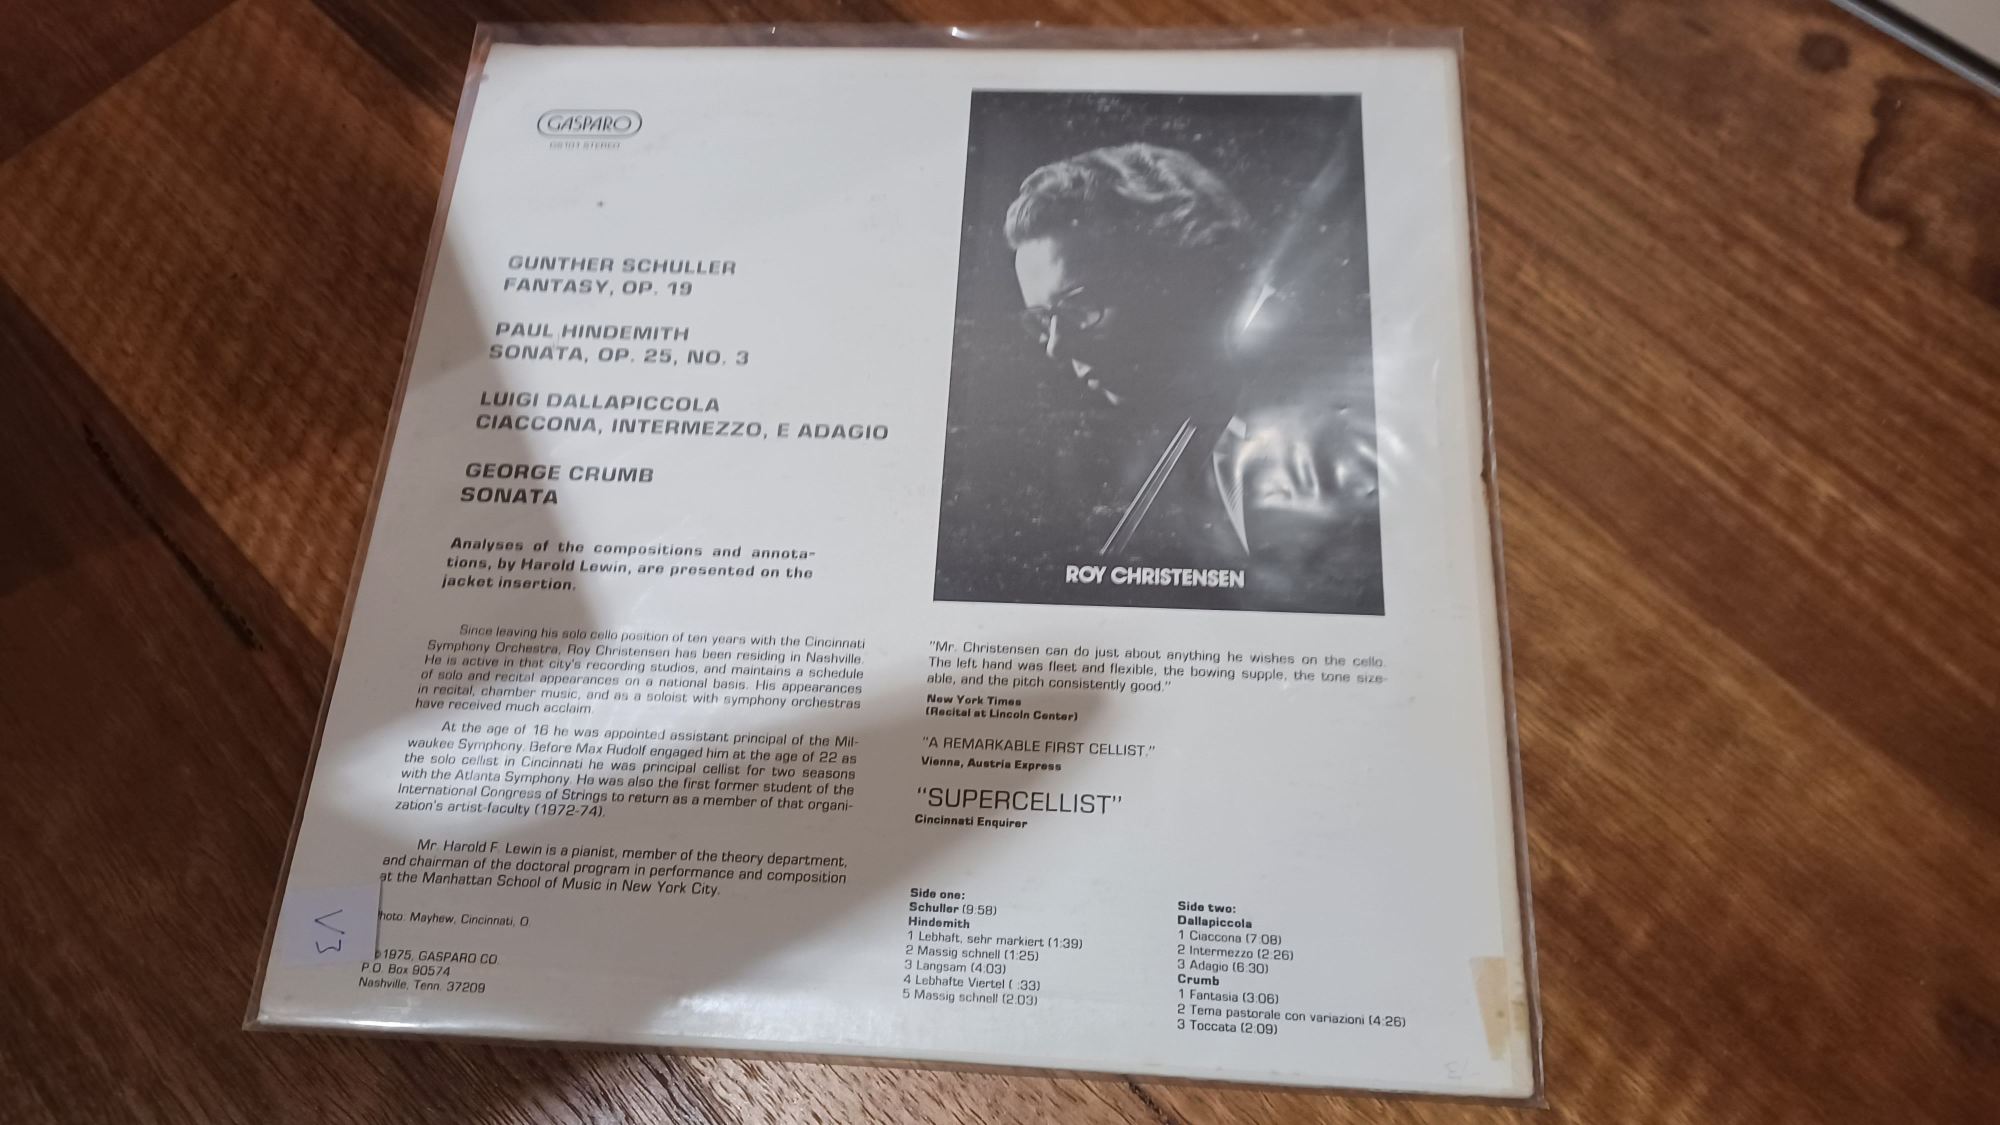 GASPARO
GS101 STEREO
GUNTHER SCHULLER
FANTASY, OP. 19
PAUL HINDEMITH
SONATA, OP. 25, NO. 3
LUIGI DALLAPICCOLA
CIACCONA, INTERMEZZO, E ADAGIO
GEORGE CRUMB
SONATA
Analyses of the compositions and annota-
tions, by Harold Lewin, are presented on the
jacket insertion.
Since leaving his solo cello position of ten years with the Cincinnati
Symphony Orchestra, Roy Christensen has been residing in Nashville.
He is active in that city's recording studios, and maintains a schedule
of solo and recital appearances on a national basis. His appearances
in recital, chamber music, and as a soloist with symphony orchestras
have received much acclaim.
At the age of 16 he was appointed assistant principal of the Mil-
waukee Symphony. Before Max Rudolf engaged him at the age of 22 as
the solo cellist in Cincinnati he was principal cellist for two seasons
with the Atlanta Symphony. He was also the first former student of the
International Congress of Strings to return as a member of that organi-
zation's artist-faculty (1972-74).
Mr. Harold F. Lewin is a pianist, member of the theory department,
and chairman of the doctoral program in performance and composition
at the Manhattan School of Music in New York City.
hoto: Mayhew, Cincinnati, O.
1975, GASPARO CO.
P.O. Box 90574
Nashville, Tenn. 37209
V3
ROY CHRISTENSEN
"Mr. Christensen can do just about anything he wishes on the cello.
The left hand was fleet and flexible, the bowing supple, the tone size-
able, and the pitch consistently good."
New York Times
(Recital at Lincoln Center)
"A REMARKABLE FIRST CELLIST."
Vienna, Austria Express
"SUPERCELLIST"
Cincinnati Enquirer
Side one:
Schuller (9:58)
Hindemith
1 Lebhaft, sehr markiert (1:39)
2 Massig schnell (1:25)
3 Langsam (4:03)
4 Lebhafte Viertel ( :33)
5 Massig schnell (2:03)
Side two:
Dallapiccola
1 Ciaccona (7:08)
2 Intermezzo (2:26)
3 Adagio (6:30)
Crumb
1 Fantasia (3:06)
2 Tema pastorale con variazioni (4:26)
3 Toccata (2:09)